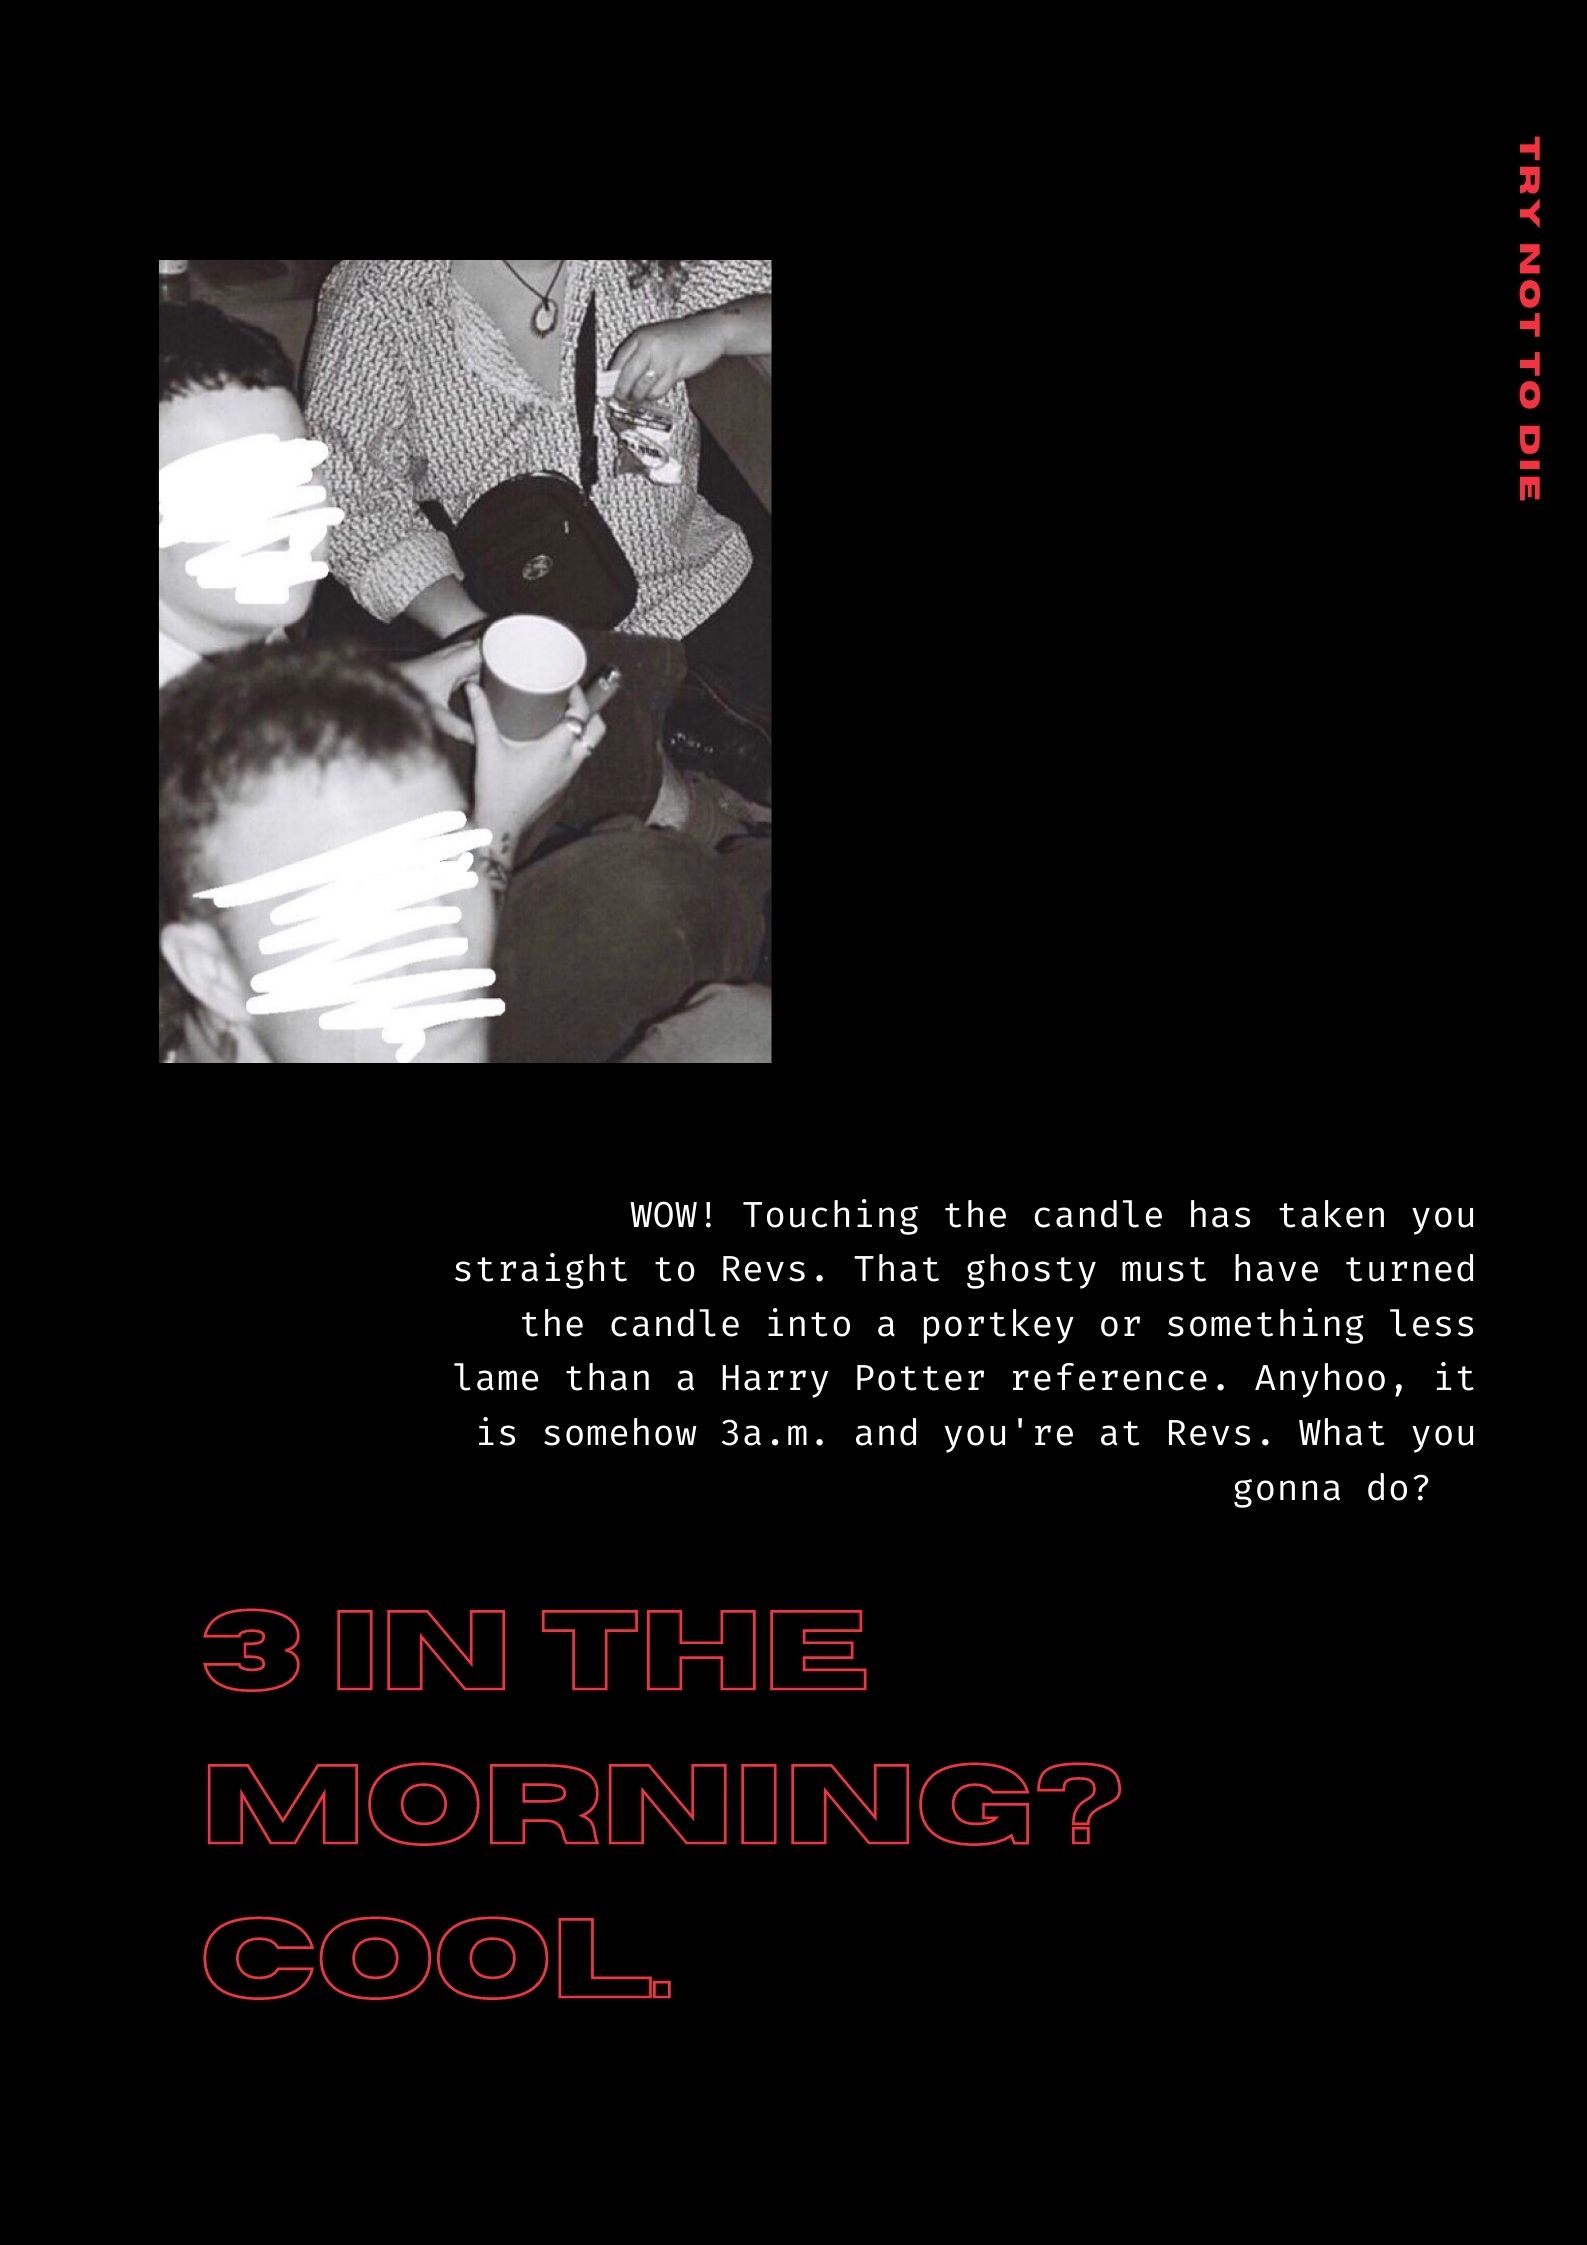 TRY NOT TO DIE
WOW! Touching the candle has taken you
straight to Revs. That ghosty must have turned
the candle into a portkey or something less
lame than a Harry Potter reference. Anyhoo, it
is somehow 3a.m. and you're at Revs. What you
gonna do?
3 IN THE
MORNING?
COOL.